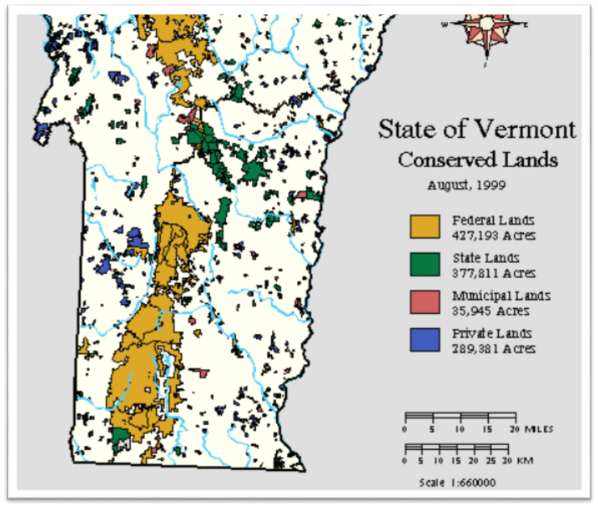 W E
S
State of Vermont
Conserved Lands
August, 1999
Federal Lands
427,193 Acres
State Lands
377,811 Acres
Municipal Lands
35,945 Acres
Private Lands
289,381 Acres
0 5 10 15 20 MILES
0 5 10 15 20 25 30 KM
Scale 1:660000